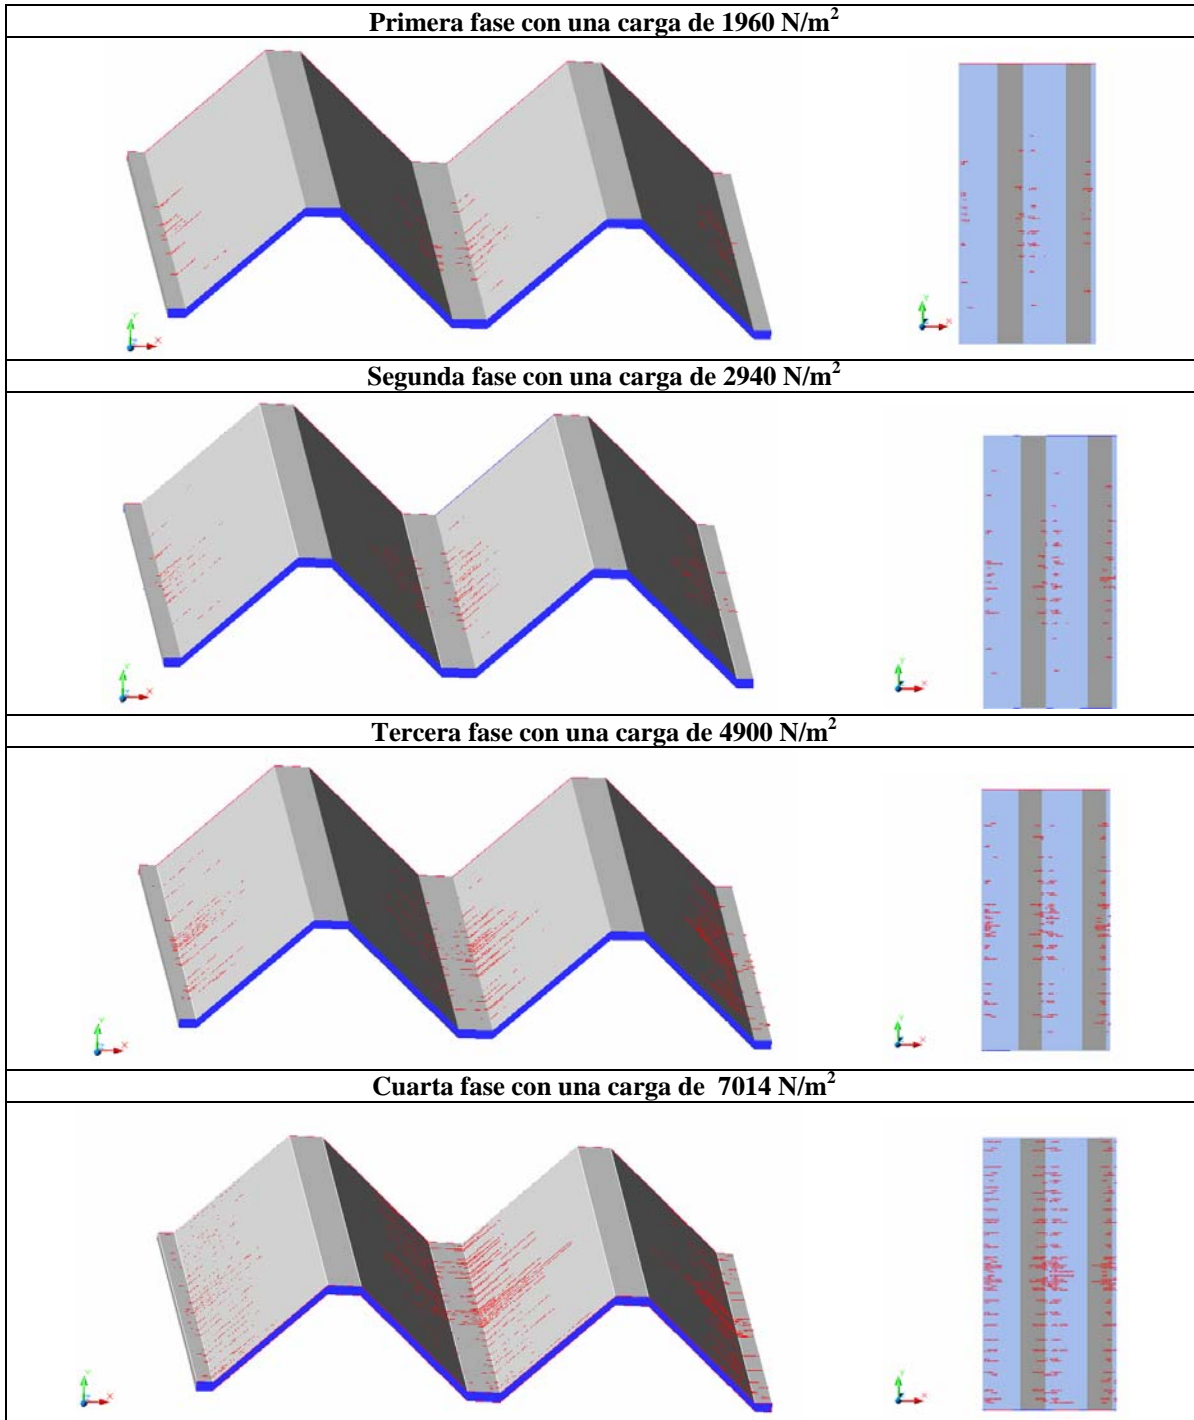 Primera fase con una carga de 1960 N/m²
Segunda fase con una carga de 2940 N/m²
Tercera fase con una carga de 4900 N/m²
Cuarta fase con una carga de 7014 N/m²